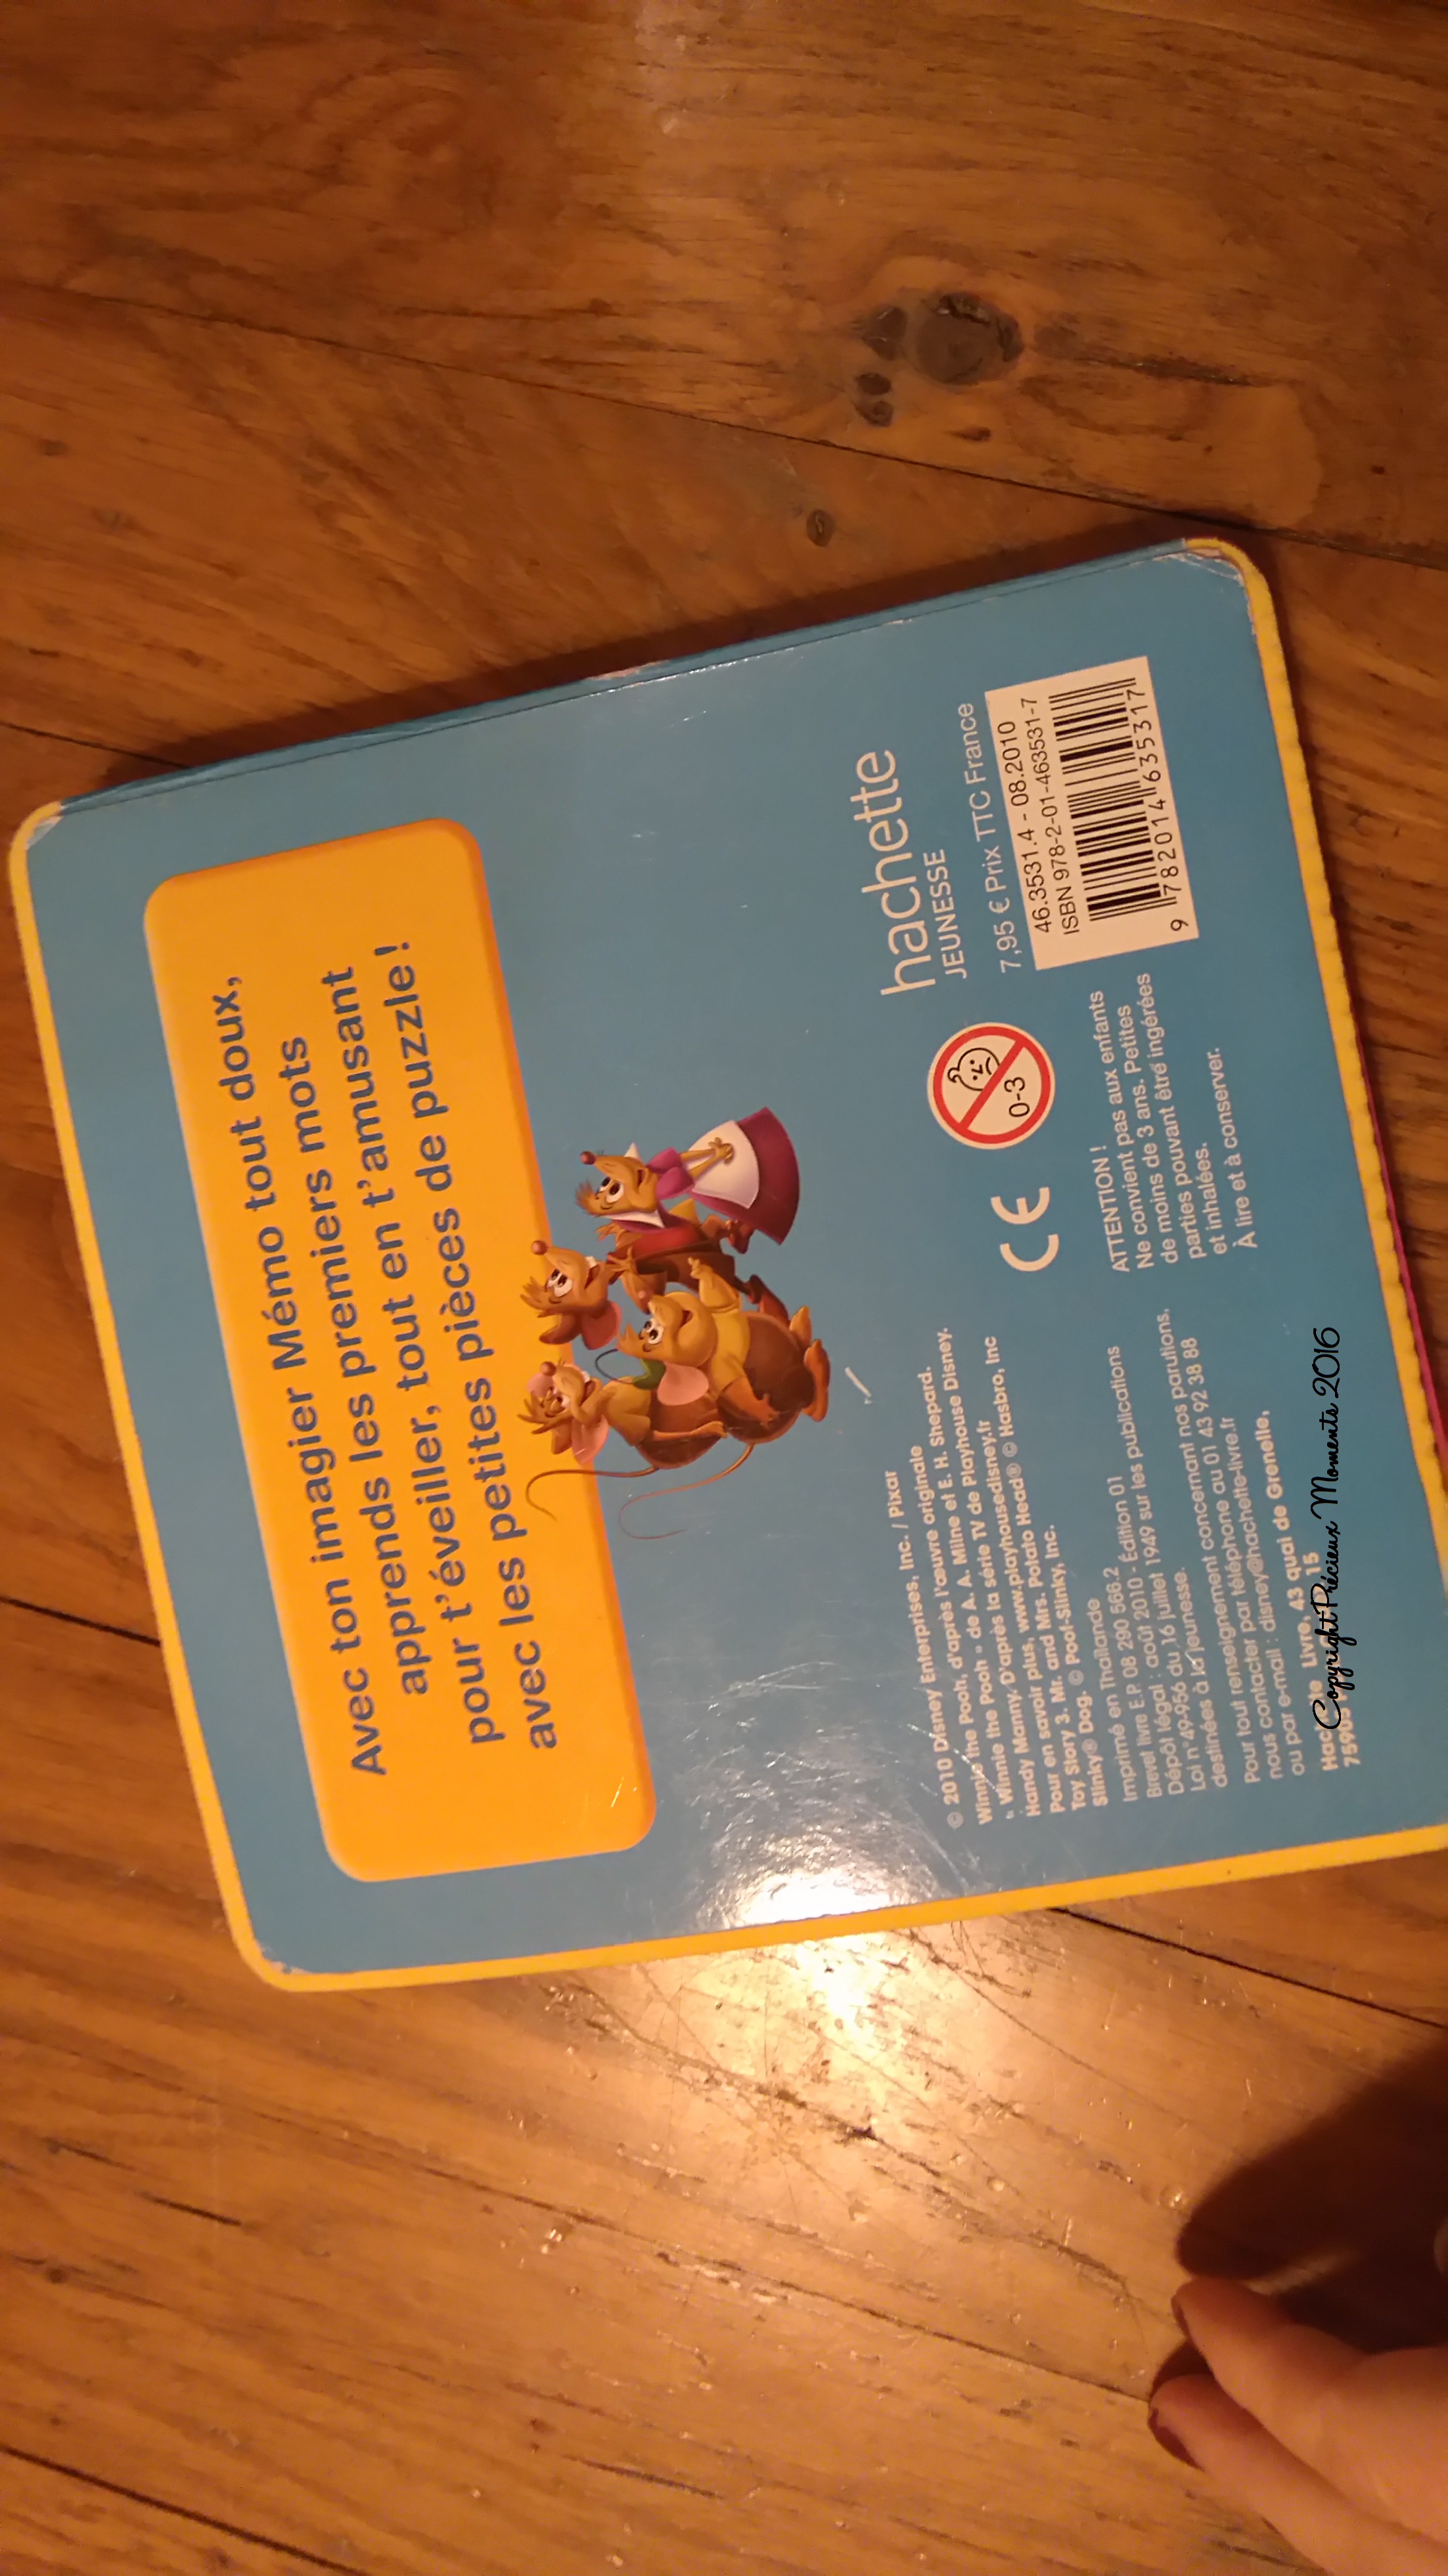 Avec ton imagier Mémo tout doux,
apprends les premiers mots
pour t'éveiller, tout en t'amusant
avec les petites pièces de puzzle !
© 2010 Disney Enterprises, Inc. / Pixar
Winnie the Pooh, d'après l'œuvre originale
« Winnie the Pooh » de A. A. Milne et E. H. Shepard.
Handy Manny. D'après la série TV de Playhouse Disney.
Pour en savoir plus, www.playhousedisney.fr
Toy Story 3. Mr. and Mrs. Potato Head® © Hasbro, Inc
Slinky® Dog. © Poof-Slinky, Inc.
Imprimé en Thaïlande
Brevet livre E.P. 08 290 566.2
Dépôt légal : août 2010 - Édition 01
Loi n°49-956 du 16 juillet 1949 sur les publications
destinées à la jeunesse.
Pour tout renseignement concernant nos parutions,
nous contacter par téléphone au 01 43 92 38 88
ou par e-mail : disney@hachette-livre.fr
Livre, 43 quai de Grenelle,
15
CE
0-3
ATTENTION !
Ne convient pas aux enfants
de moins de 3 ans. Petites
parties pouvant être ingérées
et inhalées.
À lire et à conserver.
hachette
JEUNESSE
7,95 € Prix TTC France
46.3531.4 - 08.2010
ISBN 978-2-01-463531-7
9 782014 635317
Copyright Précieux Moments 2016